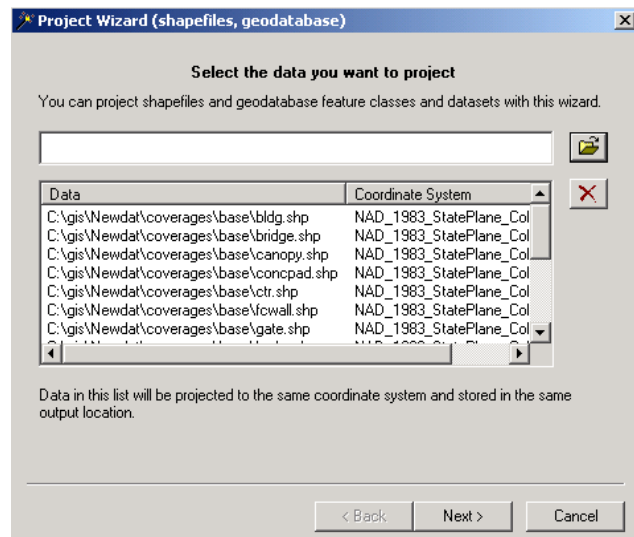 Project Wizard (shapefiles, geodatabase)
Select the data you want to project
You can project shapefiles and geodatabase feature classes and datasets with this wizard.
Data Coordinate System
C:\gis\Newdat\coverages\base\bldg.shp NAD_1983_StatePlane_Col
C:\gis\Newdat\coverages\base\bridge.shp NAD_1983_StatePlane_Col
C:\gis\Newdat\coverages\base\canopy.shp NAD_1983_StatePlane_Col
C:\gis\Newdat\coverages\base\concpad.shp NAD_1983_StatePlane_Col
C:\gis\Newdat\coverages\base\ctr.shp NAD_1983_StatePlane_Col
C:\gis\Newdat\coverages\base\fcwall.shp NAD_1983_StatePlane_Col
C:\gis\Newdat\coverages\base\gate.shp NAD_1983_StatePlane_Col
Data in this list will be projected to the same coordinate system and stored in the same
output location.
< Back Next > Cancel